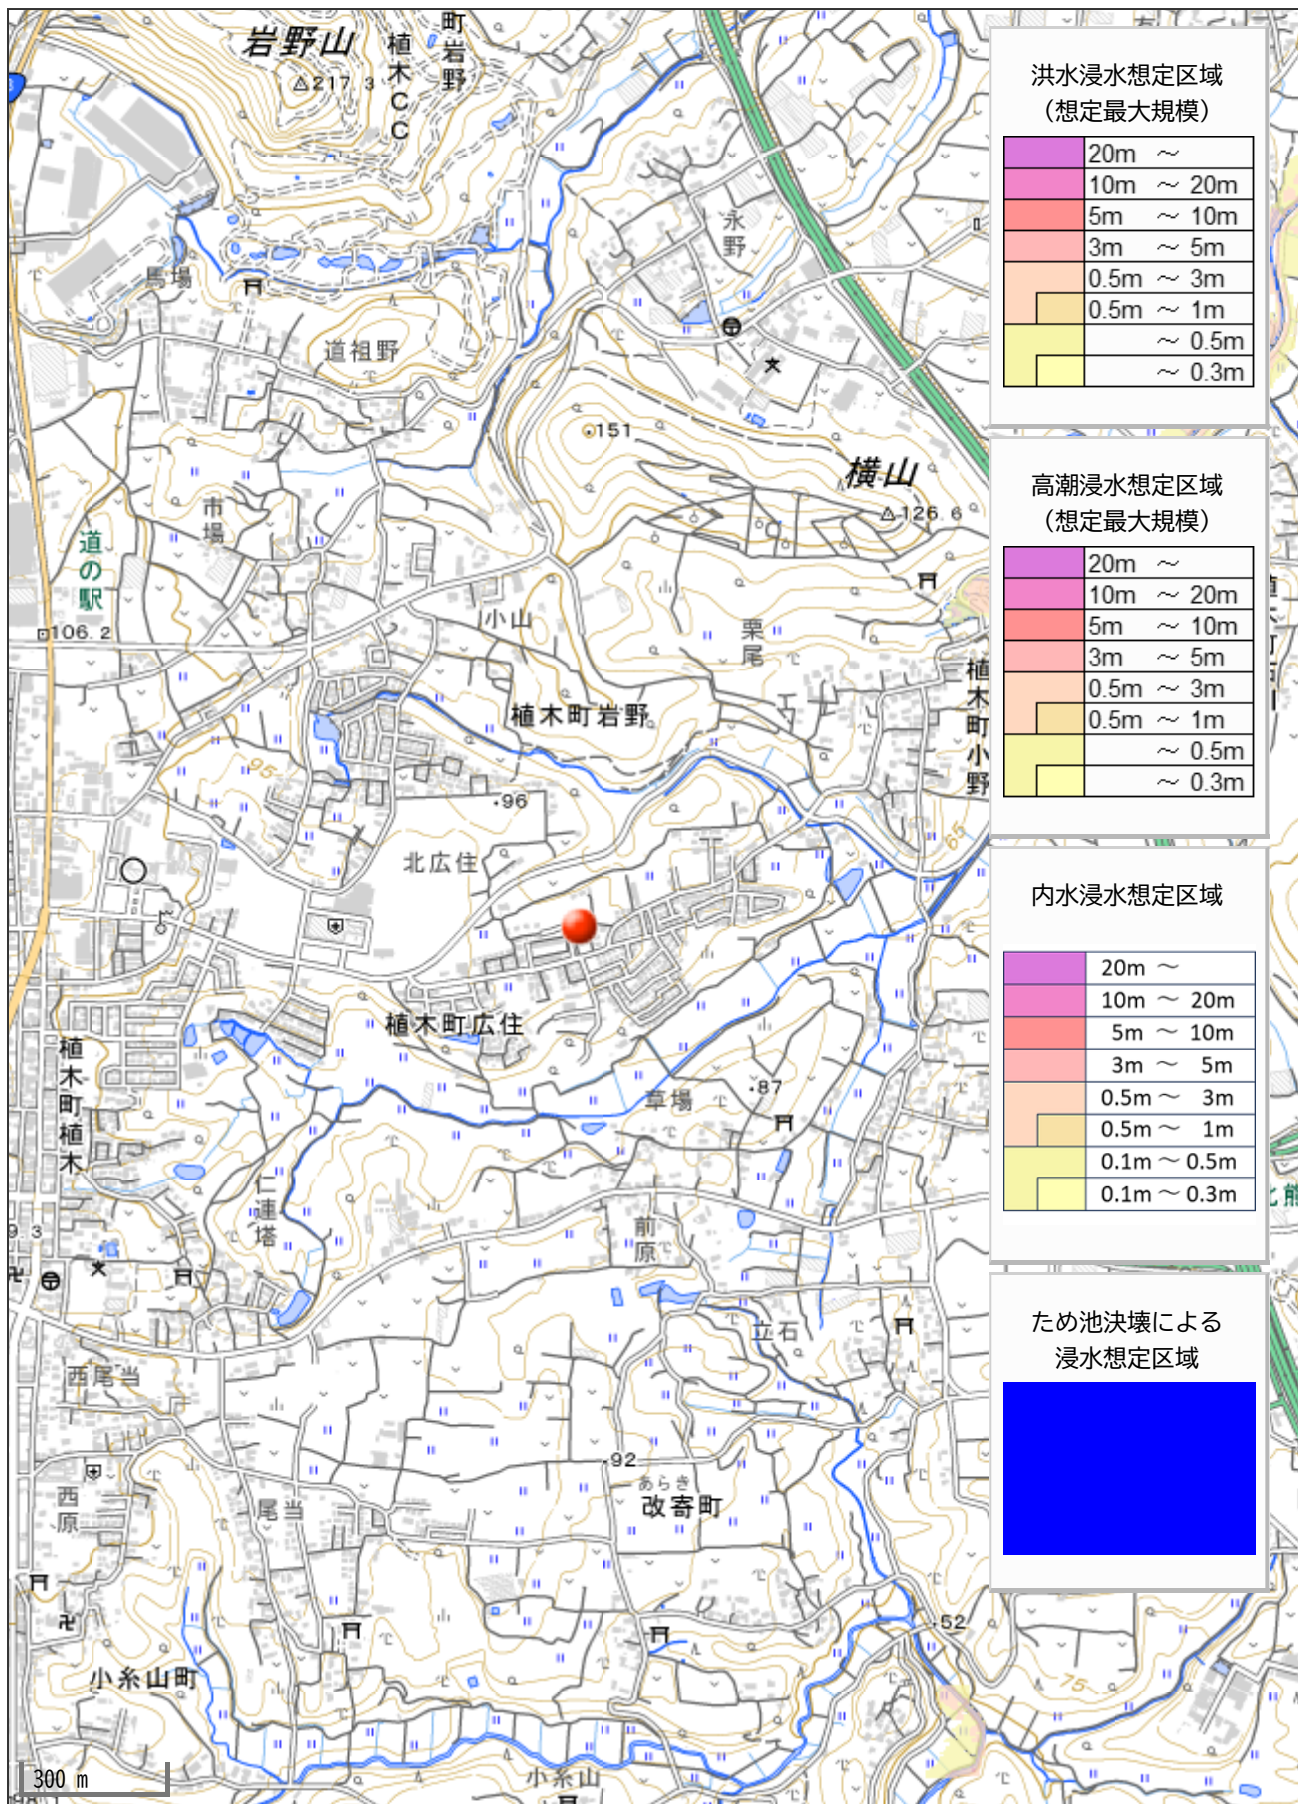 岩野山
217.3
植木CC
町岩野
永野
馬場
道祖野
151
横山
126.6
市場
道の駅
106.2
小山
栗尾
植木町岩野
植木町小野
95
96
65
北広住
植木町広住
植木町植木
草場
87
仁連塔
前原
9.3
立石
西尾当
92
あらき
改寄町
西原
尾当
52
小糸山町
75
小糸山
300 m
洪水浸水想定区域
（想定最大規模）
20m ～
10m ～ 20m
5m ～ 10m
3m ～ 5m
0.5m ～ 3m
0.5m ～ 1m
～ 0.5m
～ 0.3m
高潮浸水想定区域
（想定最大規模）
20m ～
10m ～ 20m
5m ～ 10m
3m ～ 5m
0.5m ～ 3m
0.5m ～ 1m
～ 0.5m
～ 0.3m
内水浸水想定区域
20m ～
10m ～ 20m
5m ～ 10m
3m ～ 5m
0.5m ～ 3m
0.5m ～ 1m
0.1m ～ 0.5m
0.1m ～ 0.3m
ため池決壊による
浸水想定区域